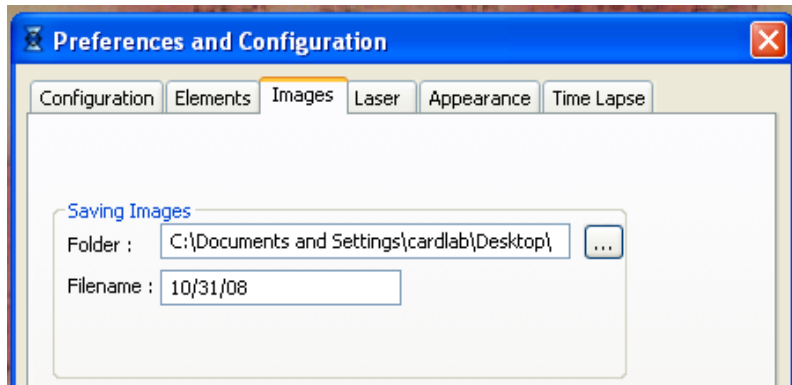 Preferences and Configuration
Configuration Elements Images Laser Appearance Time Lapse
Saving Images
Folder : C:\Documents and Settings\cardlab\Desktop\ ...
Filename : 10/31/08